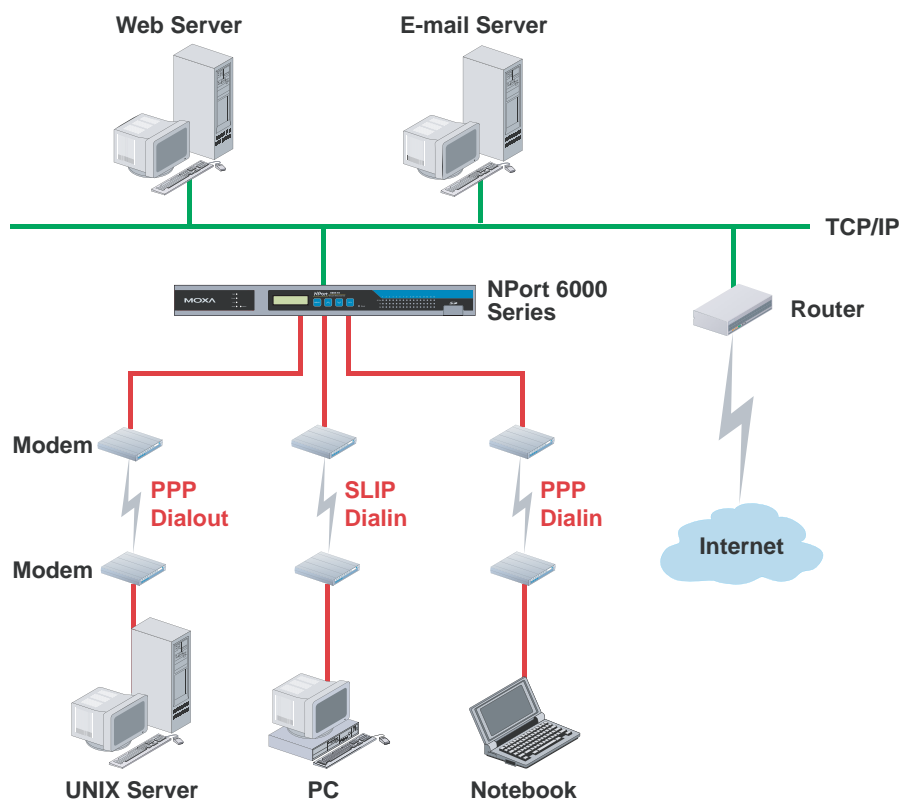 Web Server
E-mail Server
TCP/IP
MOXA
NPort
NPort 6000
Series
Router
Modem
PPP
Dialout
SLIP
Dialin
PPP
Dialin
Modem
Internet
UNIX Server
PC
Notebook